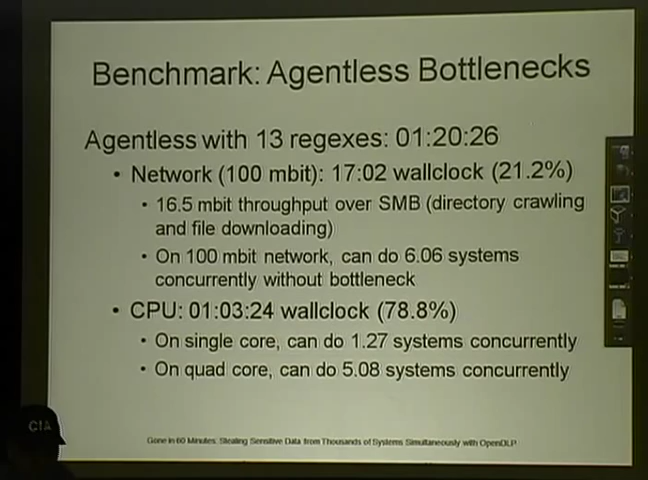 Benchmark: Agentless Bottlenecks
Agentless with 13 regexes: 01:20:26
• Network (100 mbit): 17:02 wallclock (21.2%)
• 16.5 mbit throughput over SMB (directory crawling
and file downloading)
• On 100 mbit network, can do 6.06 systems
concurrently without bottleneck
• CPU: 01:03:24 wallclock (78.8%)
• On single core, can do 1.27 systems concurrently
• On quad core, can do 5.08 systems concurrently
Gone in 60 Minutes: Stealing Sensitive Data from Thousands of Systems Simultaneously with OpenDLP
CIA